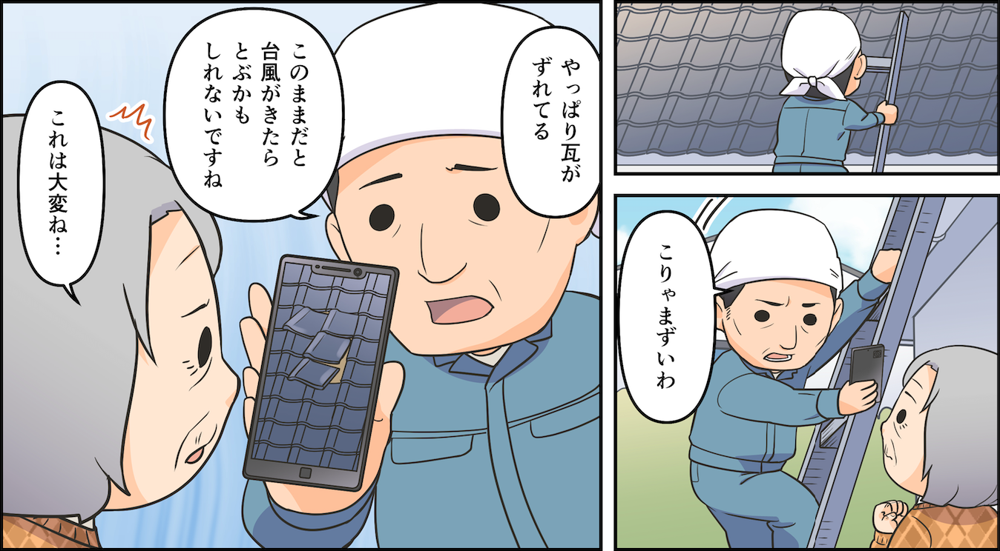 こりゃまずいわ
やっぱり瓦が
ずれてる
このままだと
台風がきたら
とぶかも
しれないですね
これは大変ね…